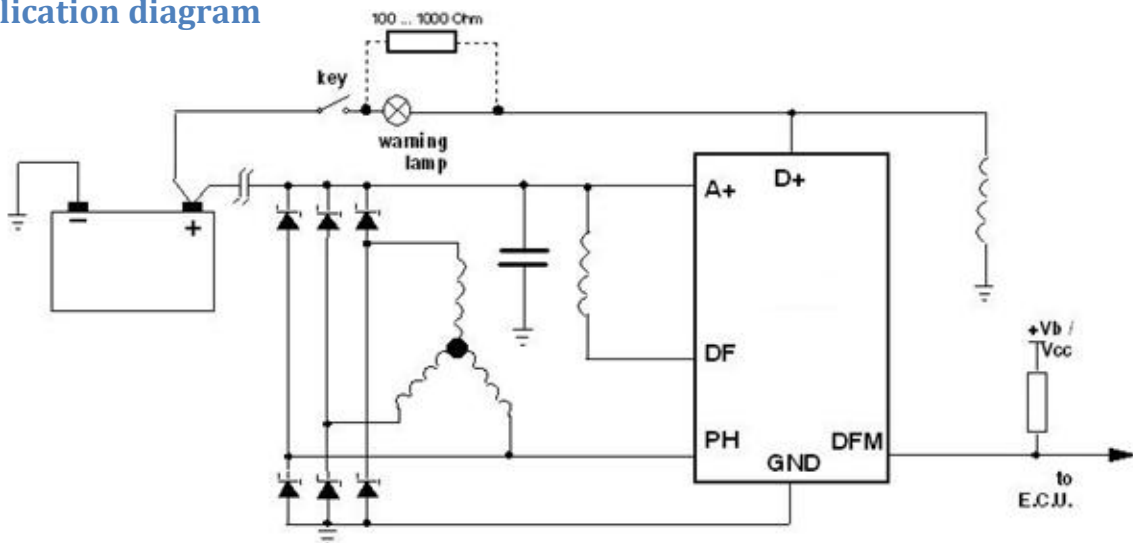 lication diagram
100 ... 1000 Ohm
key
warning
lamp
A+
D+
–
+
DF
PH
DFM
GND
+Vb /
Vcc
to
E.C.U.